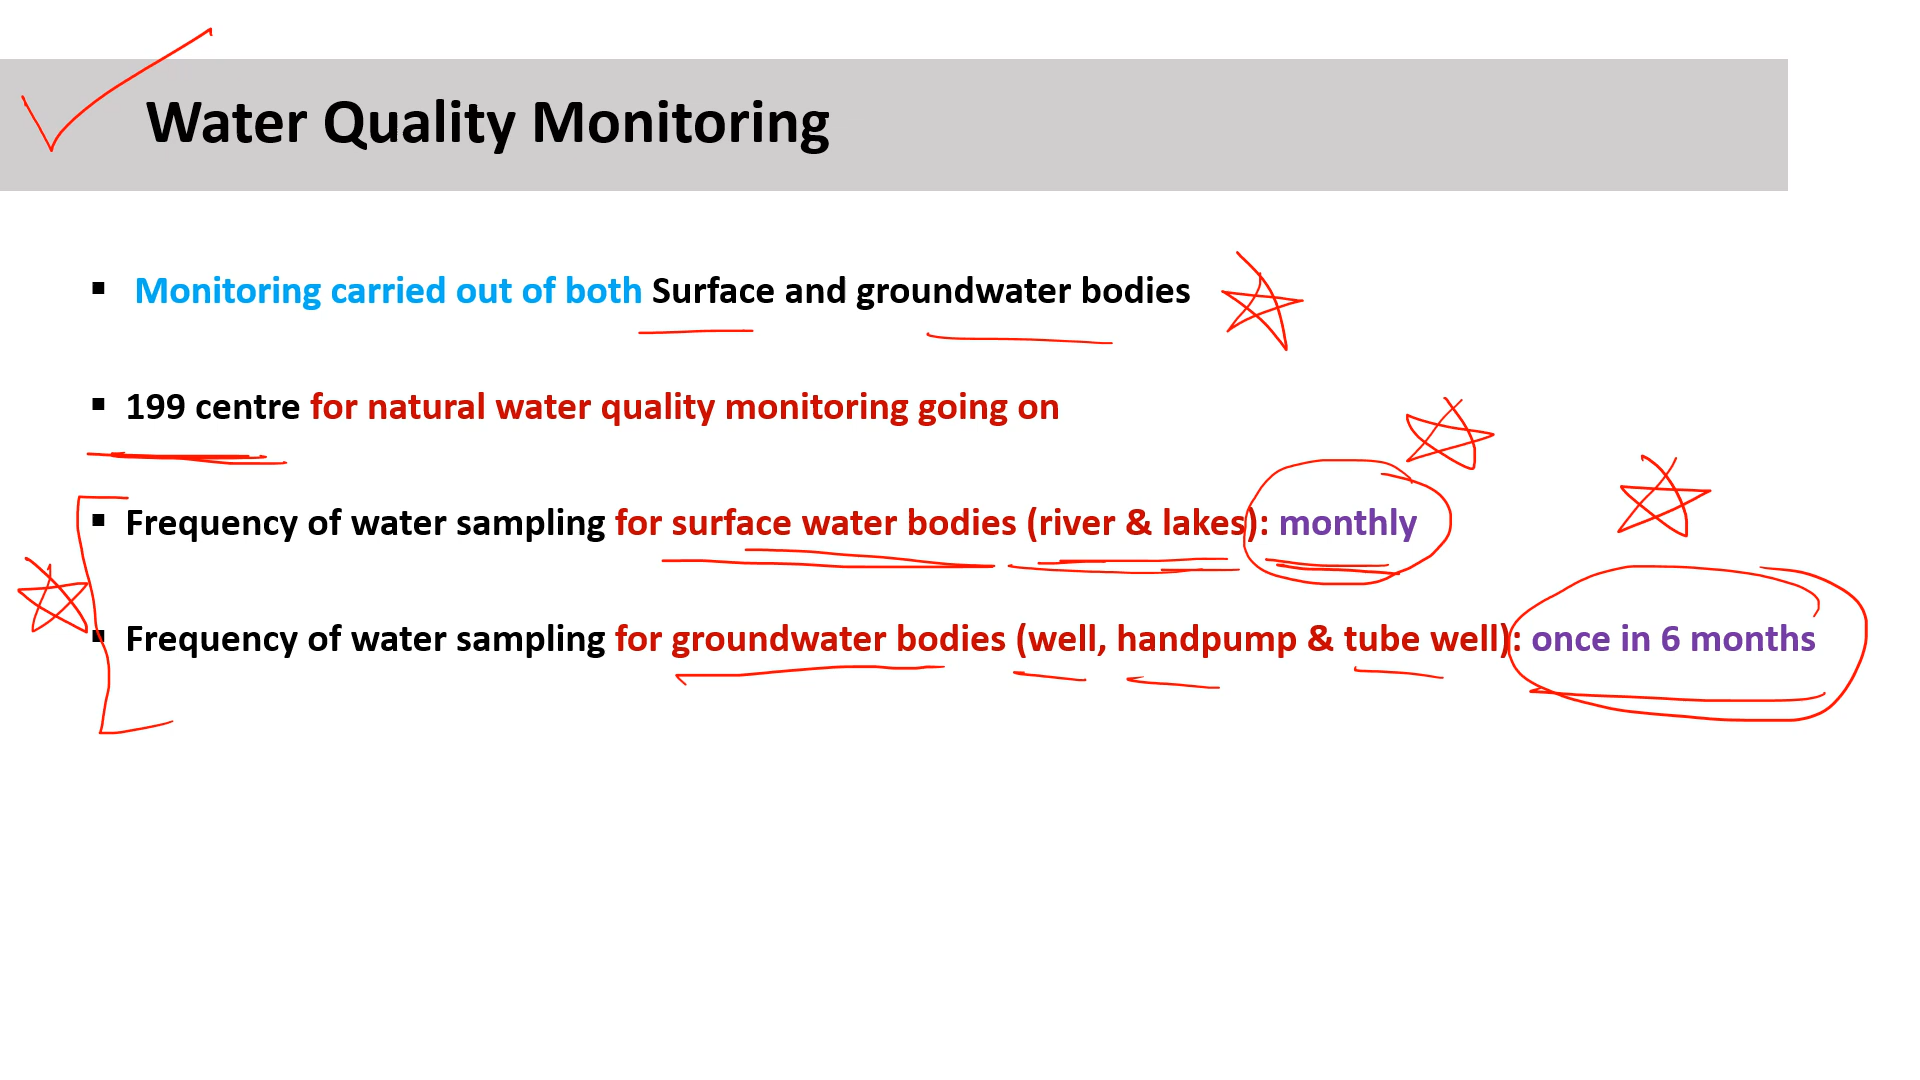 Water Quality Monitoring
▪ Monitoring carried out of both Surface and groundwater bodies
▪ 199 centre for natural water quality monitoring going on
▪ Frequency of water sampling for surface water bodies (river & lakes): monthly
▪ Frequency of water sampling for groundwater bodies (well, handpump & tube well): once in 6 months